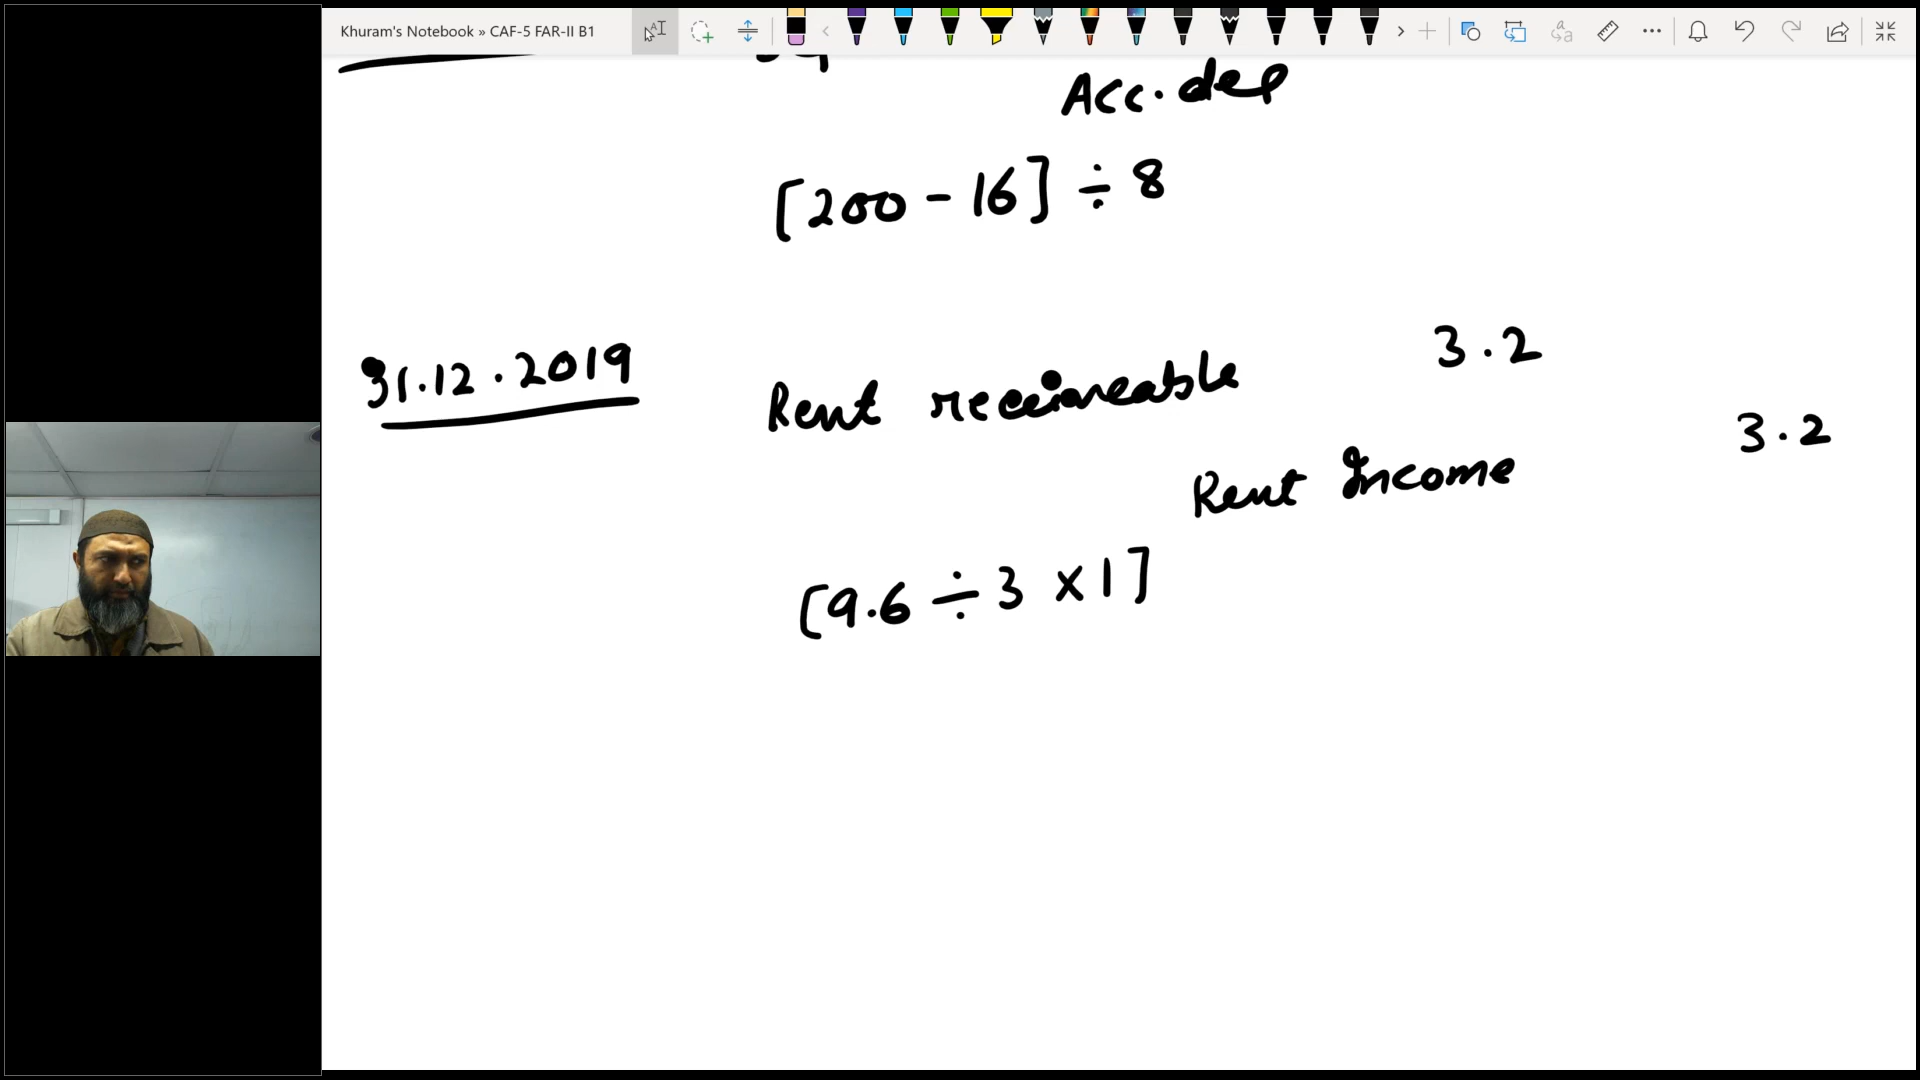 Khuram's Notebook » CAF-5 FAR-II B1
Acc. dep
[200 - 16] ÷ 8
31.12.2019 Rent receiveable 3.2
Rent Income 3.2
[9.6 ÷ 3 × 1]